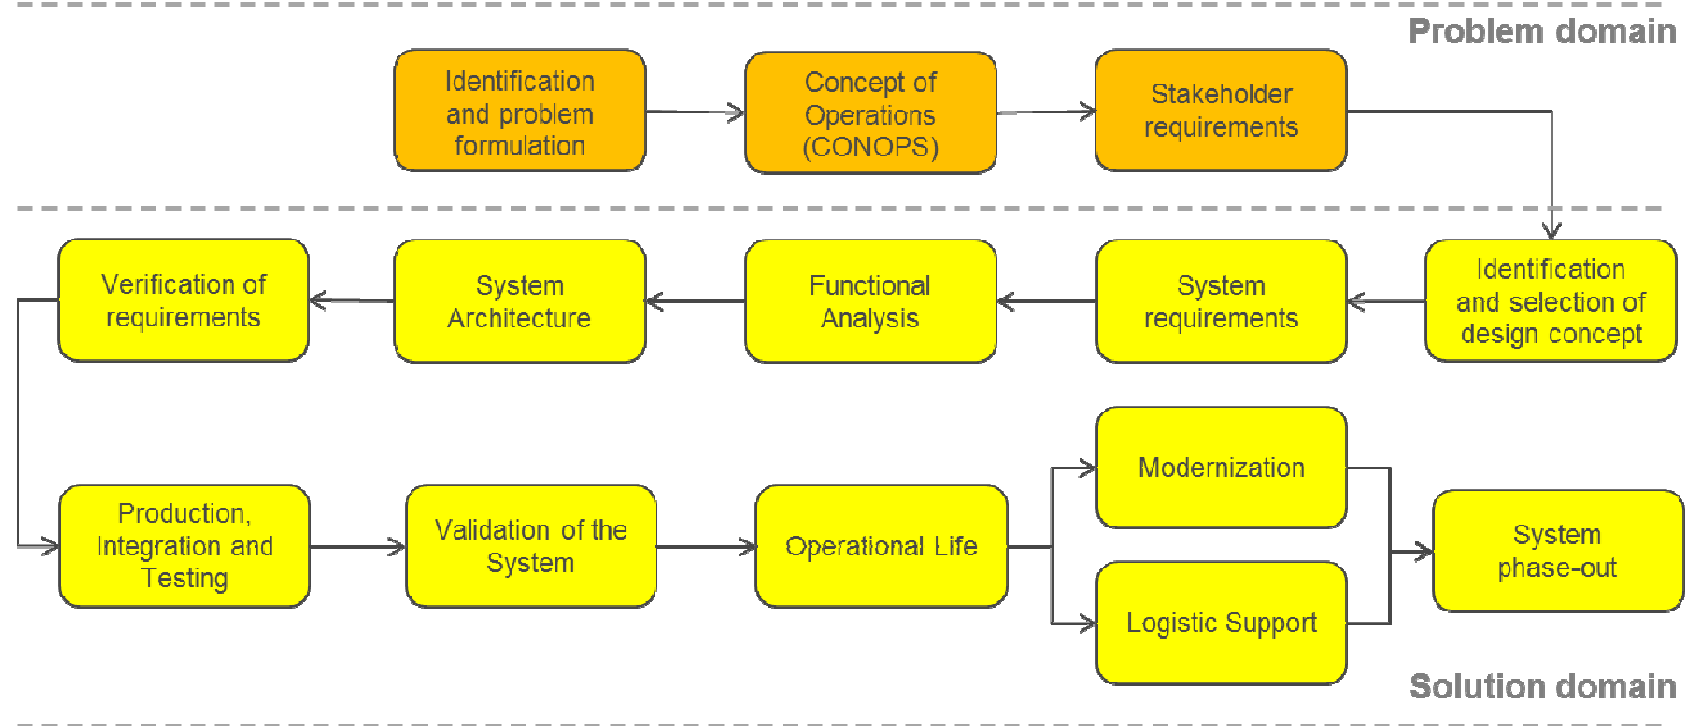 Problem domain
Identification
and problem
formulation
Concept of
Operations
(CONOPS)
Stakeholder
requirements
Identification
and selection of
design concept
System
requirements
Functional
Analysis
System
Architecture
Verification of
requirements
Production,
Integration and
Testing
Validation of the
System
Operational Life
Modernization
Logistic Support
System
phase-out
Solution domain